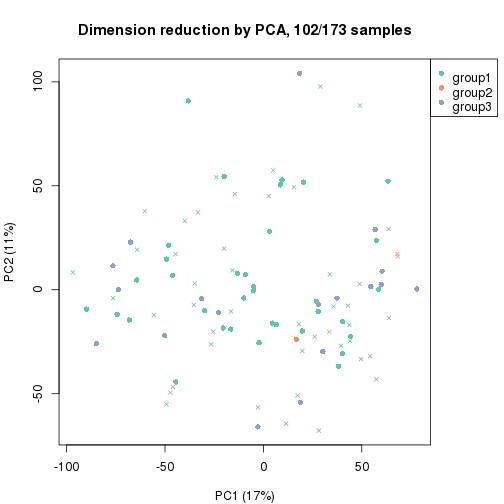 Dimension reduction by PCA, 102/173 samples
group1
group2
group3
100
50
0
-50
PC2 (11%)
-100
-50
0
50
PC1 (17%)